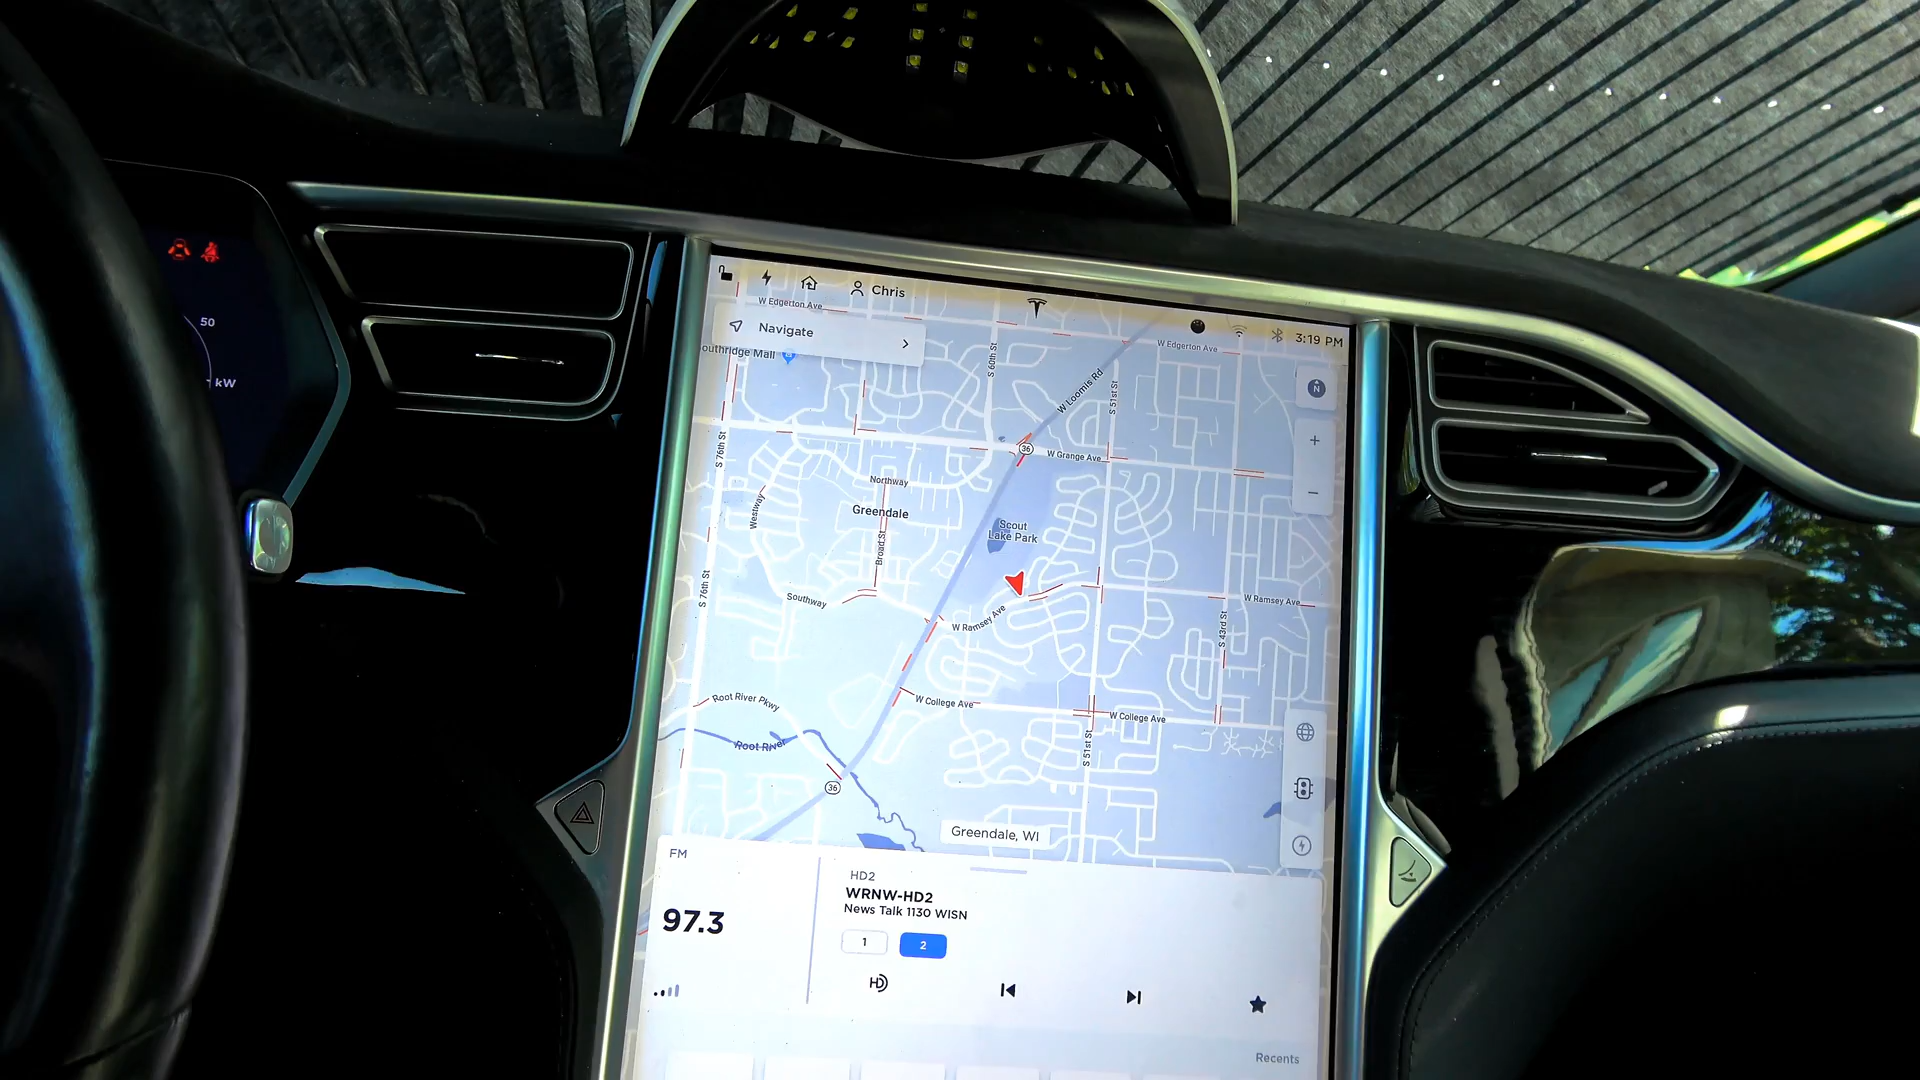 Chris
3:19 PM
W Edgerton Ave
Navigate
W Edgerton Ave
outhridge Mall
S 60th St
W Loomis Rd
S 51st St
N
+
−
S 76th St
36
W Grange Ave
Northway
Westway
Greendale
Scout
Lake Park
Broad St
S 76th St
Southway
W Ramsey Ave
W Ramsey Ave
S 43rd St
Root River Pkwy
W College Ave
W College Ave
Root River
S 51st St
36
Greendale, WI
FM
97.3
HD2
WRNW-HD2
News Talk 1130 WISN
1
2
HD
Recents
50
kW